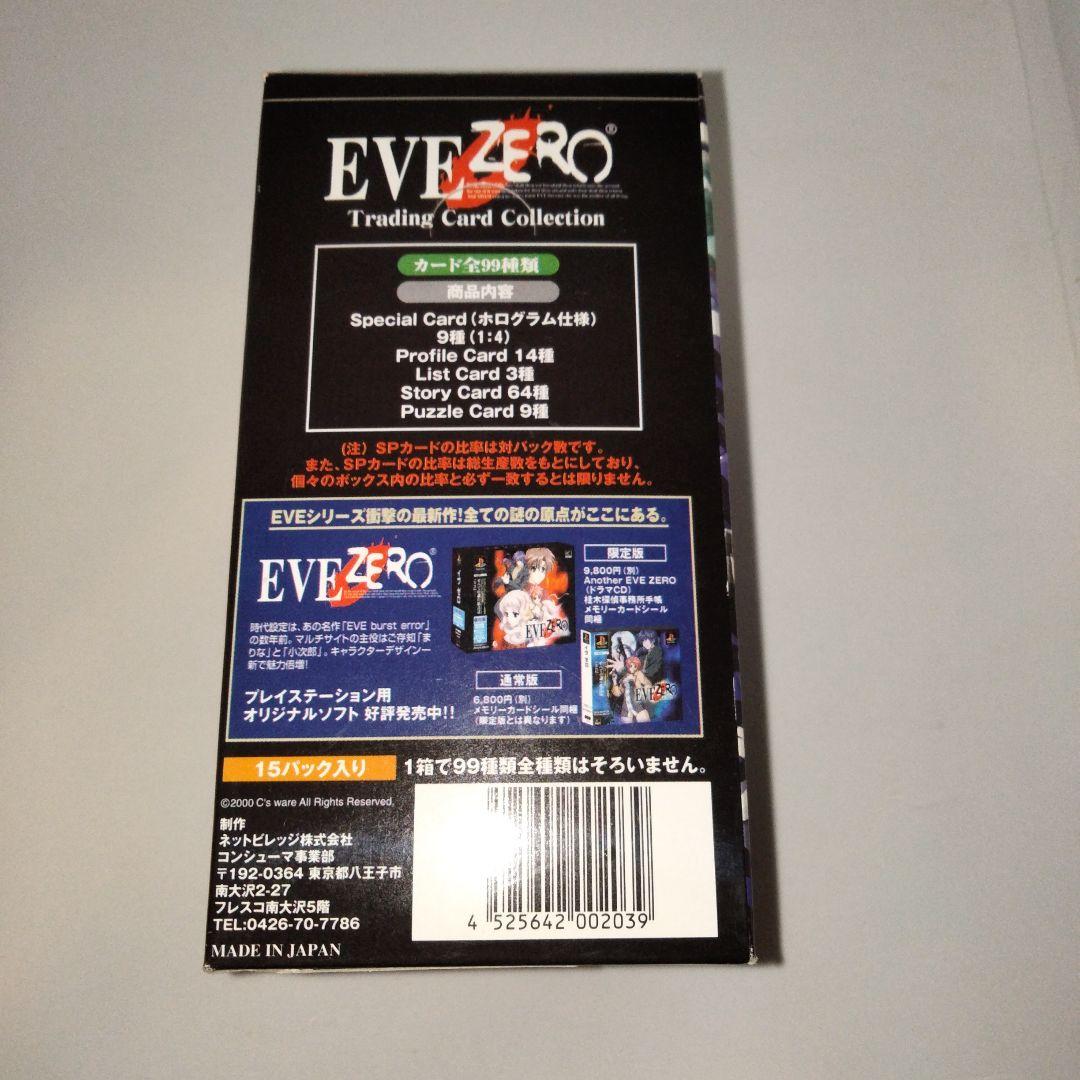 EVE ZERO®
Trading Card Collection
カード全99種類
商品内容
Special Card（ホログラム仕様）
9種（1:4）
Profile Card 14種
List Card 3種
Story Card 64種
Puzzle Card 9種
（注） SPカードの比率は対パック数です。
また、SPカードの比率は総生産数をもとにしており、
個々のボックス内の比率と必ず一致するとは限りません。
EVEシリーズ衝撃の最新作!全ての謎の原点がここにある。
EVE ZERO®
時代設定は、あの名作「EVE burst error」
の数年前。マルチサイトの主役はご存知「ま
りな」と「小次郎」。キャラクターデザイン一
新で魅力倍増!
プレイステーション用
オリジナルソフト 好評発売中!!
限定版
9,800円（別）
Another EVE ZERO
（ドラマCD）
桂木探偵事務所手帳
メモリーカードシール
同梱
EVE ZERO
通常版
6,800円（別）
メモリーカードシール同梱
（限定版とは異なります）
EVE ZERO
15パック入り
1箱で99種類全種類はそろいません。
©2000 C's ware All Rights Reserved.
制作
ネットビレッジ株式会社
コンシューマ事業部
〒192-0364 東京都八王子市
南大沢2-27
フレスコ南大沢5階
TEL:0426-70-7786
MADE IN JAPAN
4 525642 002039